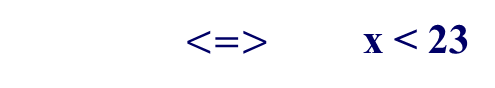 <=> x < 23